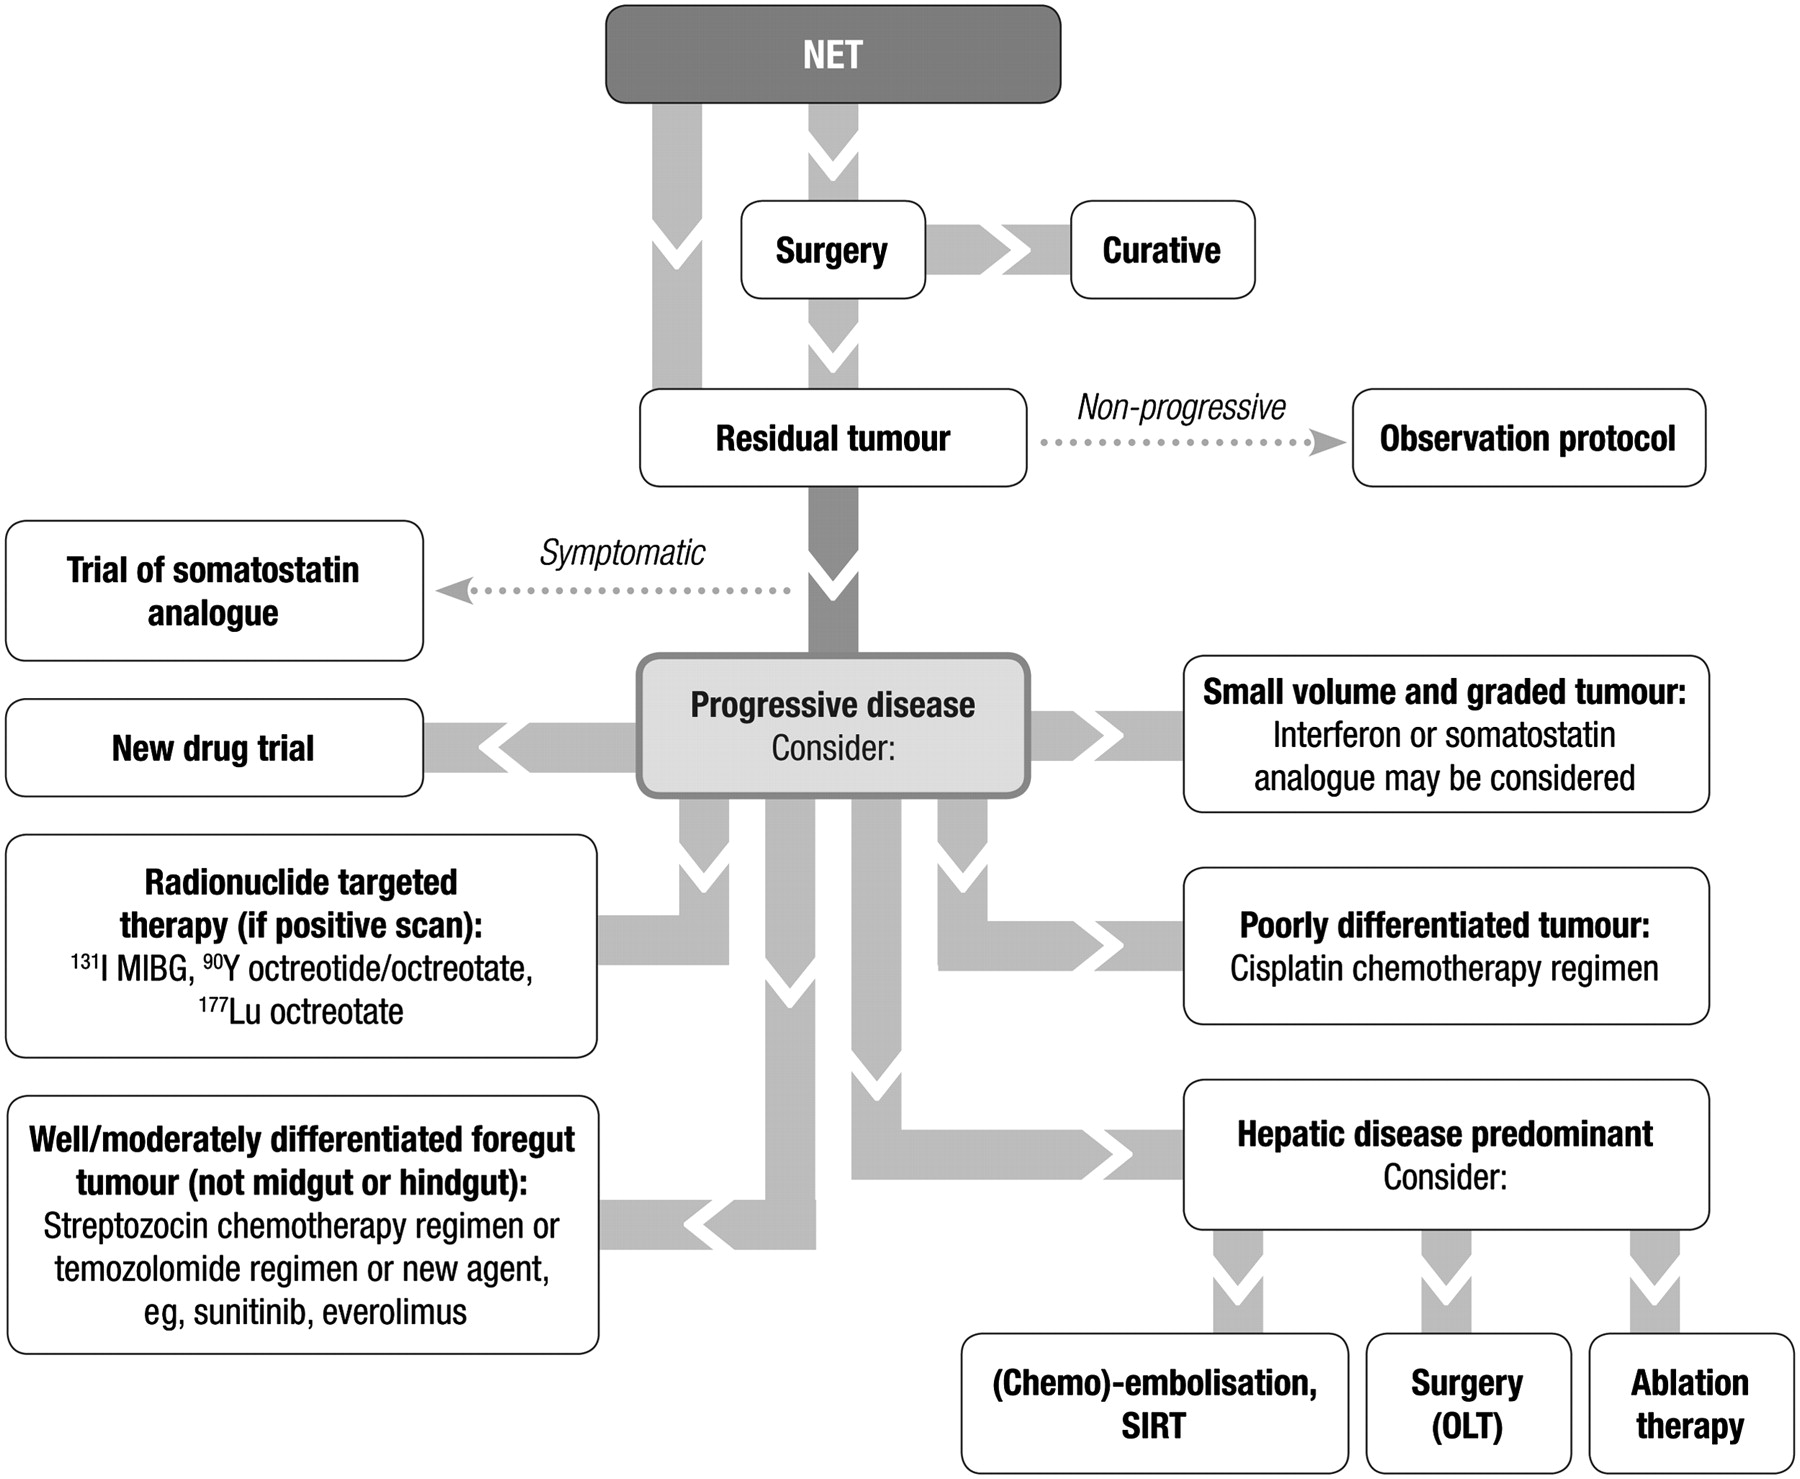 NET
Surgery
Curative
Residual tumour
Non-progressive
Observation protocol
Symptomatic
Trial of somatostatin
analogue
Progressive disease
Consider:
New drug trial
Small volume and graded tumour:
Interferon or somatostatin
analogue may be considered
Radionuclide targeted
therapy (if positive scan):
¹³¹I MIBG, ⁹⁰Y octreotide/octreotate,
¹⁷⁷Lu octreotate
Poorly differentiated tumour:
Cisplatin chemotherapy regimen
Well/moderately differentiated foregut
tumour (not midgut or hindgut):
Streptozocin chemotherapy regimen or
temozolomide regimen or new agent,
eg, sunitinib, everolimus
Hepatic disease predominant
Consider:
(Chemo)-embolisation,
SIRT
Surgery
(OLT)
Ablation
therapy